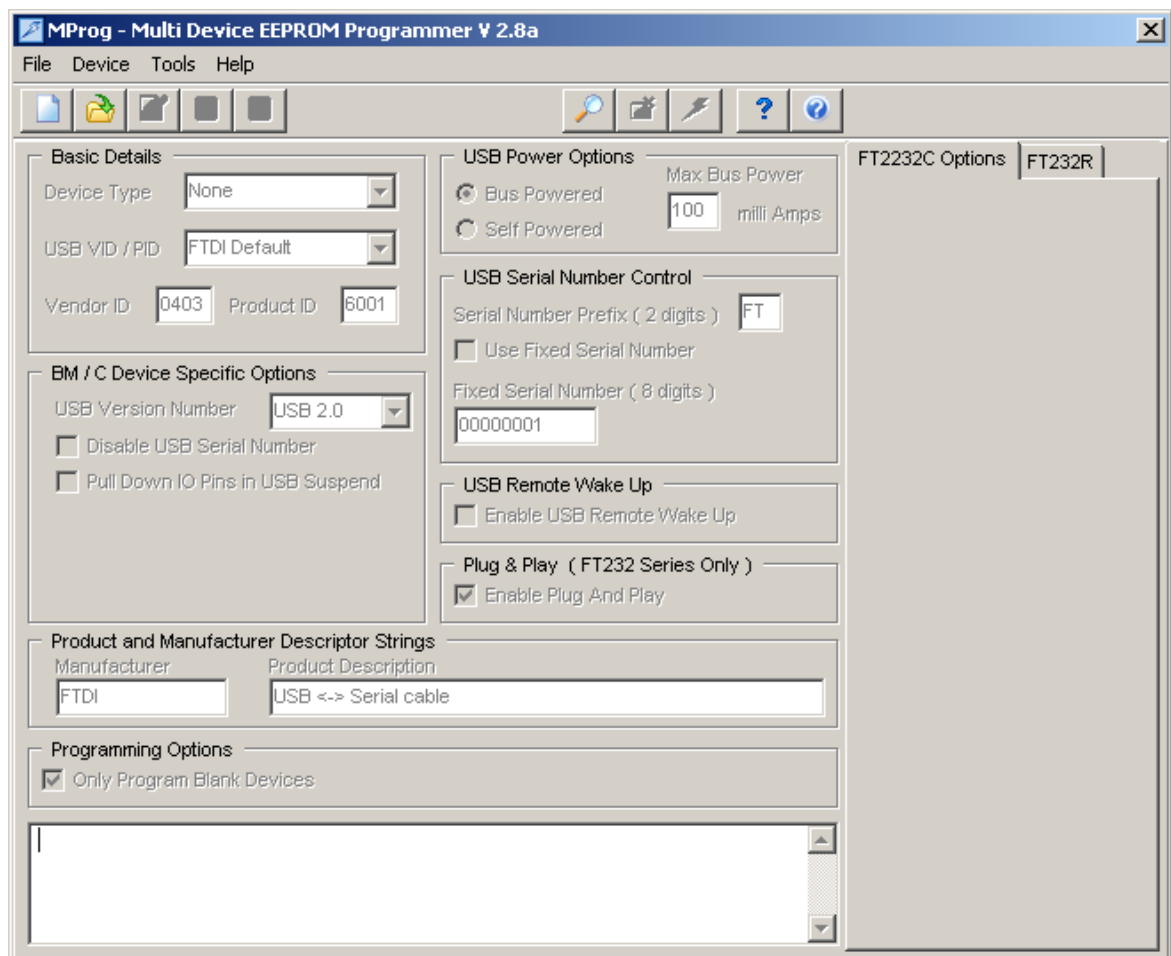 MProg - Multi Device EEPROM Programmer V 2.8a
File Device Tools Help
Basic Details
Device Type None
USB VID / PID FTDI Default
Vendor ID 0403 Product ID 6001
BM / C Device Specific Options
USB Version Number USB 2.0
Disable USB Serial Number
Pull Down IO Pins in USB Suspend
USB Power Options
Max Bus Power
Bus Powered
100 milli Amps
Self Powered
USB Serial Number Control
Serial Number Prefix ( 2 digits ) FT
Use Fixed Serial Number
Fixed Serial Number ( 8 digits )
00000001
USB Remote Wake Up
Enable USB Remote Wake Up
Plug & Play ( FT232 Series Only )
Enable Plug And Play
Product and Manufacturer Descriptor Strings
Manufacturer Product Description
FTDI USB <-> Serial cable
Programming Options
Only Program Blank Devices
FT2232C Options FT232R